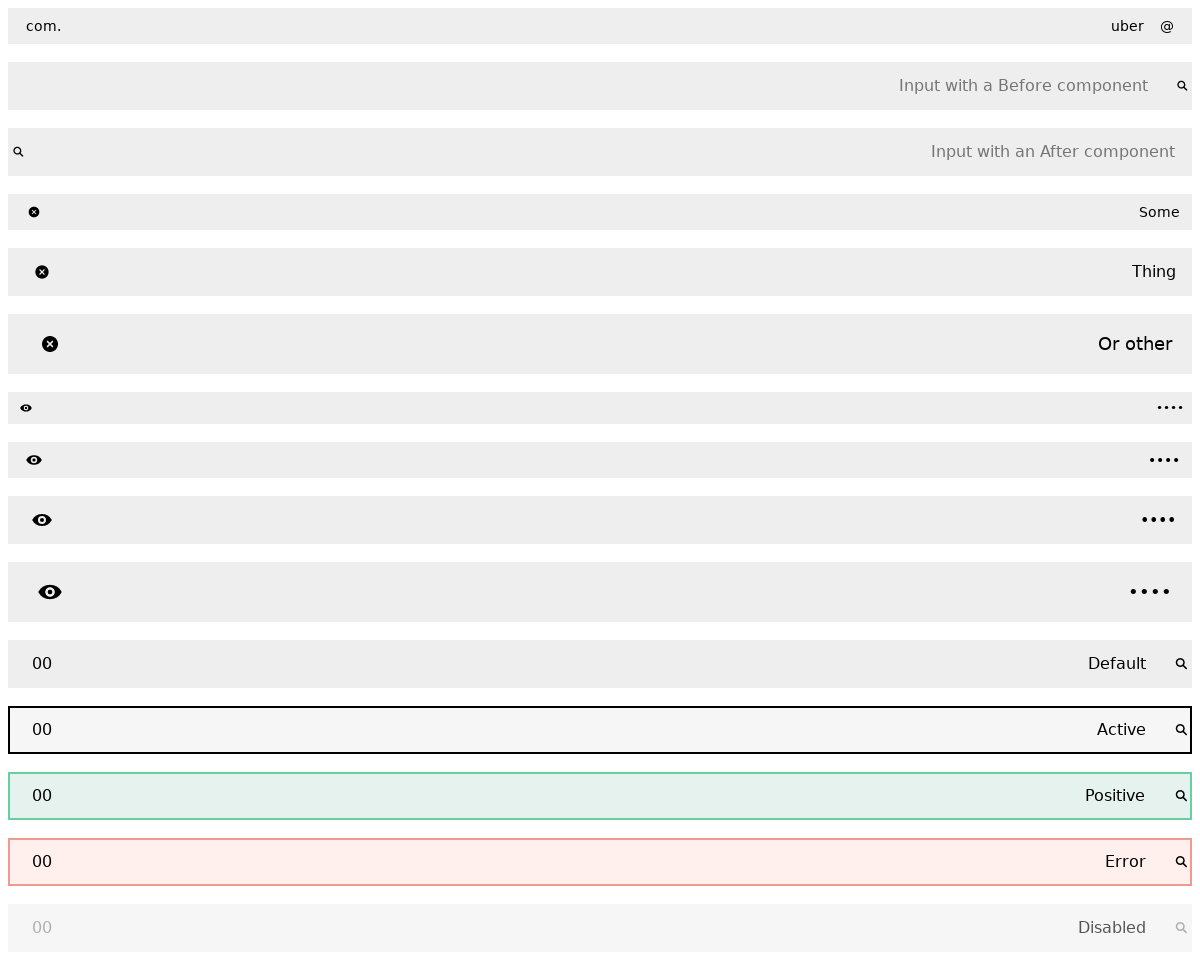 com. uber @
Input with a Before component
Input with an After component
Some
Thing
Or other
••••
••••
••••
••••
00 Default
00 Active
00 Positive
00 Error
00 Disabled